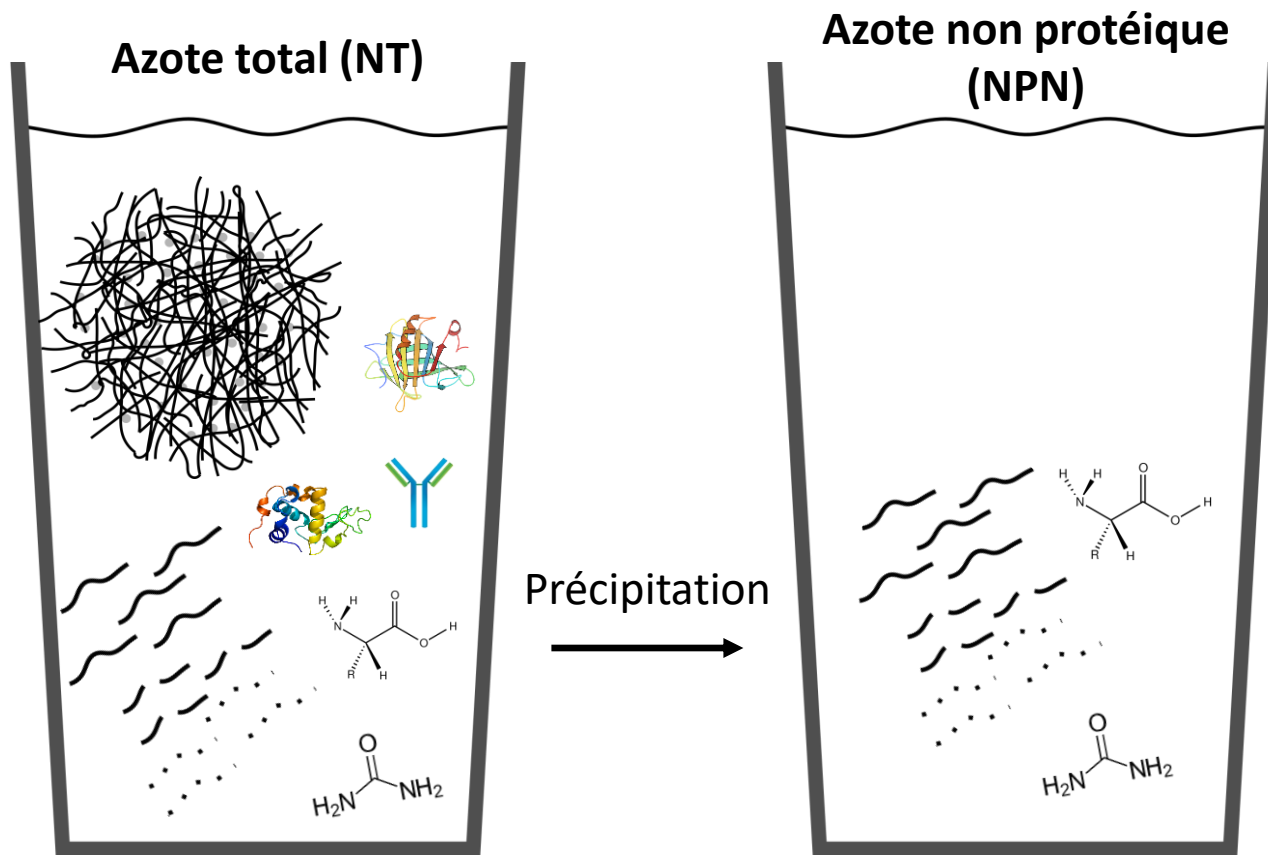 Azote total (NT)
Azote non protéique
(NPN)
Précipitation
H H O
N
O H
R H
O
H₂N NH₂
H H O
N
O H
R H
O
H₂N NH₂